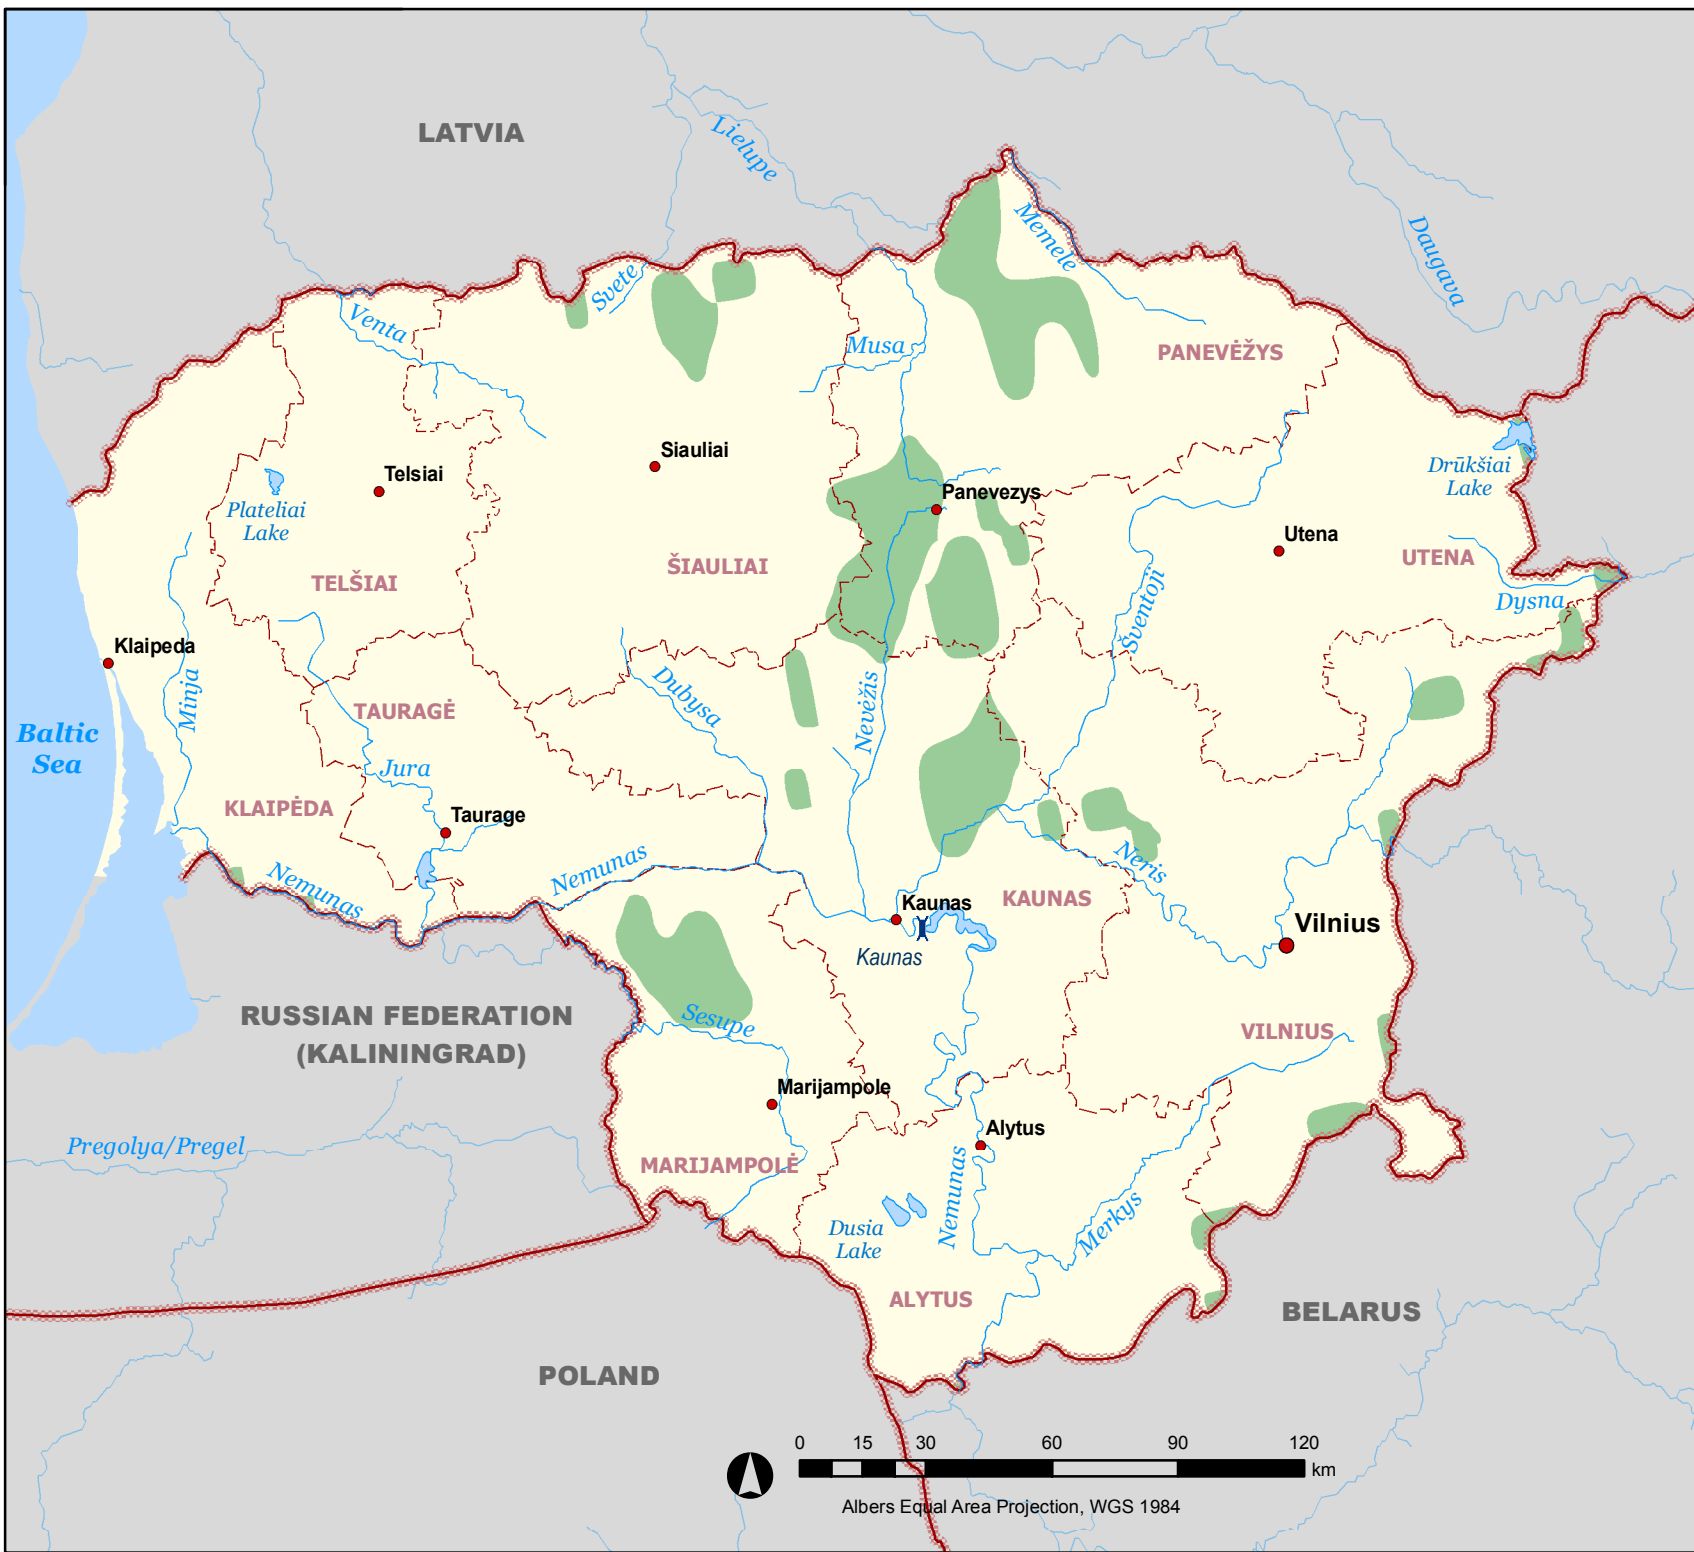 LATVIA
Lielupe
Memele
Daugava
Svete
Venta
Musa
PANEVĖŽYS
Siauliai
Telsiai
Drūkšiai
Lake
Plateliai
Lake
Panevezys
Utena
UTENA
ŠIAULIAI
TELŠIAI
Dysna
Šventoji
Klaipeda
Minja
Dubysa
Nevėžis
TAURAGĖ
Baltic
Sea
Jura
KLAIPĖDA
Taurage
Nemunas
Nemunas
Neris
KAUNAS
Kaunas
Kaunas
Vilnius
RUSSIAN FEDERATION
(KALININGRAD)
Sesupe
VILNIUS
Marijampole
Alytus
Pregolya/Pregel
MARIJAMPOLĖ
Nemunas
Merkys
Dusia
Lake
ALYTUS
BELARUS
POLAND
0 15 30 60 90 120
km
Albers Equal Area Projection, WGS 1984